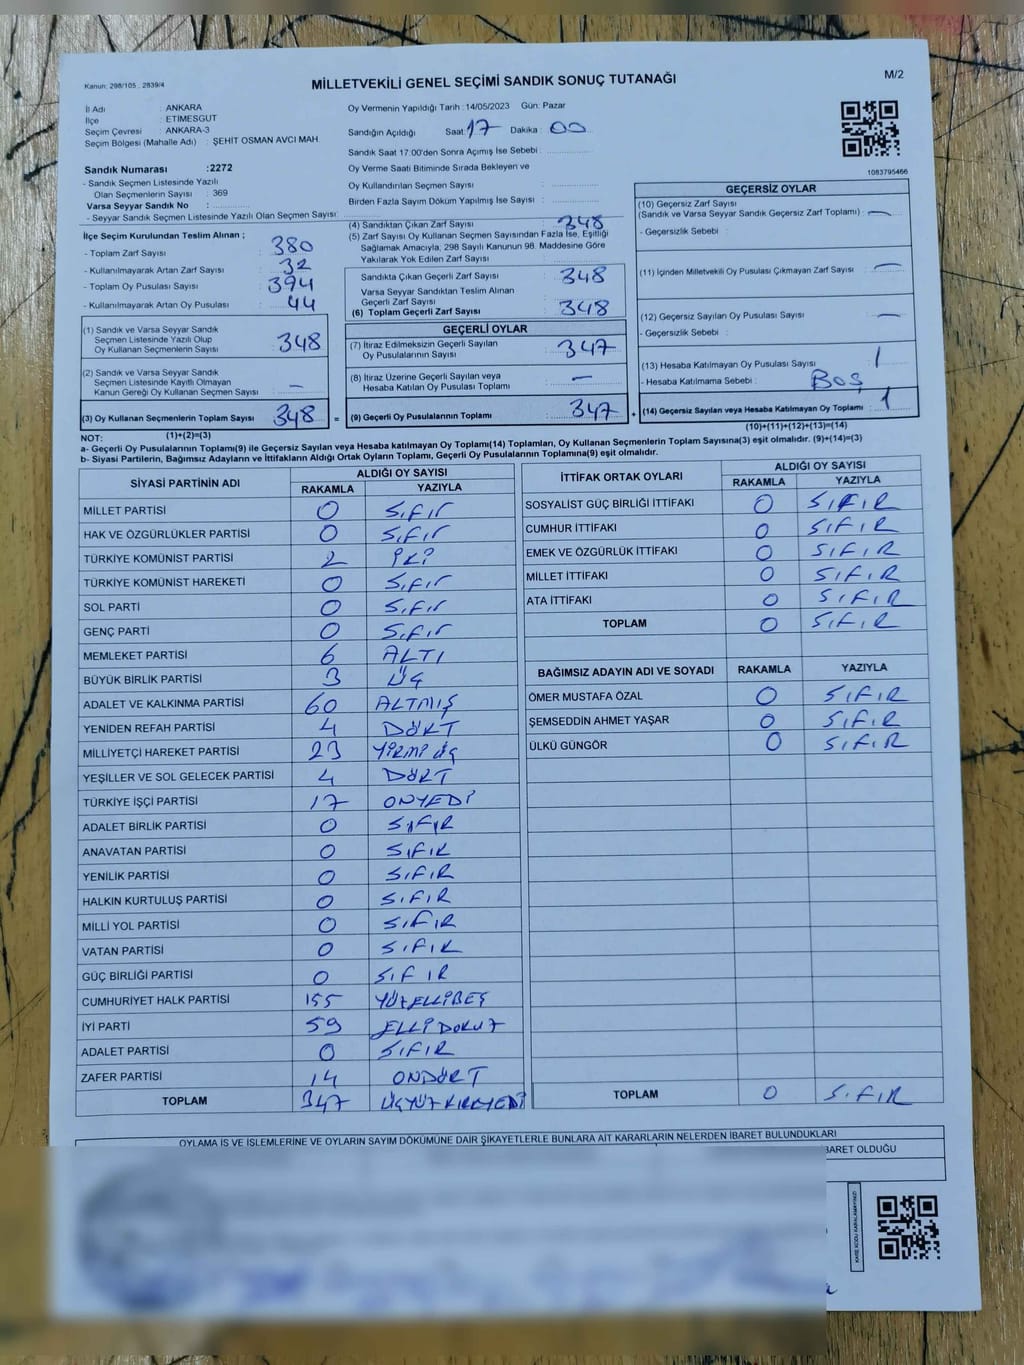 Kanun: 298/105 , 2839/4
MİLLETVEKİLİ GENEL SEÇİMİ SANDIK SONUÇ TUTANAĞI
M/2
İl Adı : ANKARA
İlçe : ETİMESGUT
Seçim Çevresi : ANKARA-3
Seçim Bölgesi (Mahalle Adı) : ŞEHİT OSMAN AVCI MAH.
Sandık Numarası :2272
- Sandık Seçmen Listesinde Yazılı
Olan Seçmenlerin Sayısı : 369
Varsa Seyyar Sandık No :
- Seyyar Sandık Seçmen Listesinde Yazılı Olan Seçmen Sayısı:
Oy Vermenin Yapıldığı Tarih :14/05/2023 Gün: Pazar
Sandığın Açıldığı Saat: 17 Dakika : 00
Sandık Saat 17:00'den Sonra Açımış İse Sebebi :
Oy Verme Saati Bitiminde Sırada Bekleyen ve
Oy Kullandırılan Seçmen Sayısı :
Birden Fazla Sayım Dökum Yapılmış İse Sayısı :
1083795466
İlçe Seçim Kurulundan Teslim Alınan ;
- Toplam Zarf Sayısı : 380
- Kullanılmayarak Artan Zarf Sayısı : 32
- Toplam Oy Pusulası Sayısı : 394
- Kullanılmayarak Artan Oy Pusulası : 44
(1) Sandık ve Varsa Seyyar Sandık
Seçmen Listesinde Yazılı Olup
Oy Kullanan Seçmenlerin Sayısı : 348
(2) Sandık ve Varsa Seyyar Sandık
Seçmen Listesinde Kayıtlı Olmayan
Kanun Gereği Oy Kullanan Seçmen Sayısı : —
(3) Oy Kullanan Seçmenlerin Toplam Sayısı : 348 =
(1)+(2)=(3)
(4) Sandıktan Çıkan Zarf Sayısı : 348
(5) Zarf Sayısı Oy Kullanan Seçmen Sayısından Fazla İse, Eşitliği
Sağlamak Amacıyla, 298 Sayılı Kanunun 98. Maddesine Göre
Yakılarak Yok Edilen Zarf Sayısı :
Sandıkta Çıkan Geçerli Zarf Sayısı : 348
Varsa Seyyar Sandıktan Teslim Alınan
Geçerli Zarf Sayısı :
(6) Toplam Geçerli Zarf Sayısı : 348
GEÇERLİ OYLAR
(7) İtiraz Edilmeksizin Geçerli Sayılan
Oy Pusulalarının Sayısı : 347
(8) İtiraz Üzerine Geçerli Sayılan veya
Hesaba Katılan Oy Pusulası Toplamı : —
(9) Geçerli Oy Pusulalarının Toplamı : 347 +
GEÇERSİZ OYLAR
(10) Geçersiz Zarf Sayısı
(Sandık ve Varsa Seyyar Sandık Geçersiz Zarf Toplamı) : —
- Geçersizlik Sebebi :
(11) İçinden Milletvekili Oy Pusulası Çıkmayan Zarf Sayısı : —
(12) Geçersiz Sayılan Oy Pusulası Sayısı : —
- Geçersizlik Sebebi :
(13) Hesaba Katılmayan Oy Pusulası Sayısı : 1
- Hesaba Katılmama Sebebi : BOŞ
(14) Geçersiz Sayılan veya Hesaba Katılmayan Oy Toplamı : 1
(10)+(11)+(12)+(13)=(14)
NOT:
a- Geçerli Oy Pusulalarının Toplamı(9) ile Geçersiz Sayılan veya Hesaba katılmayan Oy Toplamı(14) Toplamları, Oy Kullanan Seçmenlerin Toplam Sayısına(3) eşit olmalıdır. (9)+(14)=(3)
b- Siyasi Partilerin, Bağımsız Adayların ve İttifakların Aldığı Ortak Oyların Toplamı, Geçerli Oy Pusulalarının Toplamına(9) eşit olmalıdır.
SİYASİ PARTİNİN ADI ALDIĞI OY SAYISI
RAKAMLA YAZIYLA
MİLLET PARTİSİ 0 SıFır
HAK VE ÖZGÜRLÜKLER PARTİSİ 0 SıFır
TÜRKİYE KOMÜNİST PARTİSİ 2 İKİ
TÜRKİYE KOMÜNİST HAREKETİ 0 SıFır
SOL PARTİ 0 SıFır
GENÇ PARTİ 0 SıFır
MEMLEKET PARTİSİ 6 ALTI
BÜYÜK BİRLİK PARTİSİ 3 ÜÇ
ADALET VE KALKINMA PARTİSİ 60 ALTMIŞ
YENİDEN REFAH PARTİSİ 4 DÖRT
MİLLİYETÇİ HAREKET PARTİSİ 23 YİRMİ ÜÇ
YEŞİLLER VE SOL GELECEK PARTİSİ 4 DÖRT
TÜRKİYE İŞÇİ PARTİSİ 17 ONYEDİ
ADALET BİRLİK PARTİSİ 0 SIFIR
ANAVATAN PARTİSİ 0 SIFIR
YENİLİK PARTİSİ 0 SIFIR
HALKIN KURTULUŞ PARTİSİ 0 SIFIR
MİLLİ YOL PARTİSİ 0 SIFIR
VATAN PARTİSİ 0 SIFIR
GÜÇ BİRLİĞİ PARTİSİ 0 SIFIR
CUMHURİYET HALK PARTİSİ 155 YÜZELLİBEŞ
İYİ PARTİ 59 ELLİ DOKUZ
ADALET PARTİSİ 0 SIFIR
ZAFER PARTİSİ 14 ONDÖRT
TOPLAM 347 ÜÇYÜZKIRKYEDİ
İTTİFAK ORTAK OYLARI ALDIĞI OY SAYISI
RAKAMLA YAZIYLA
SOSYALİST GÜÇ BİRLİĞİ İTTİFAKI 0 SIFIR
CUMHUR İTTİFAKI 0 SIFIR
EMEK VE ÖZGÜRLÜK İTTİFAKI 0 SIFIR
MİLLET İTTİFAKI 0 SIFIR
ATA İTTİFAKI 0 SIFIR
TOPLAM 0 SIFIR
BAĞIMSIZ ADAYIN ADI VE SOYADI RAKAMLA YAZIYLA
ÖMER MUSTAFA ÖZAL 0 SIFIR
ŞEMSEDDİN AHMET YAŞAR 0 SIFIR
ÜLKÜ GÜNGÖR 0 SIFIR
TOPLAM 0 SIFIR
OYLAMA İŞ VE İŞLEMLERİNE VE OYLARIN SAYIM DÖKÜMÜNE DAİR ŞİKAYETLERLE BUNLARA AİT KARARLARIN NELERDEN İBARET BULUNDUKLARI
BARET OLDUĞU
KARE KODU KARALAMAYINIZ!